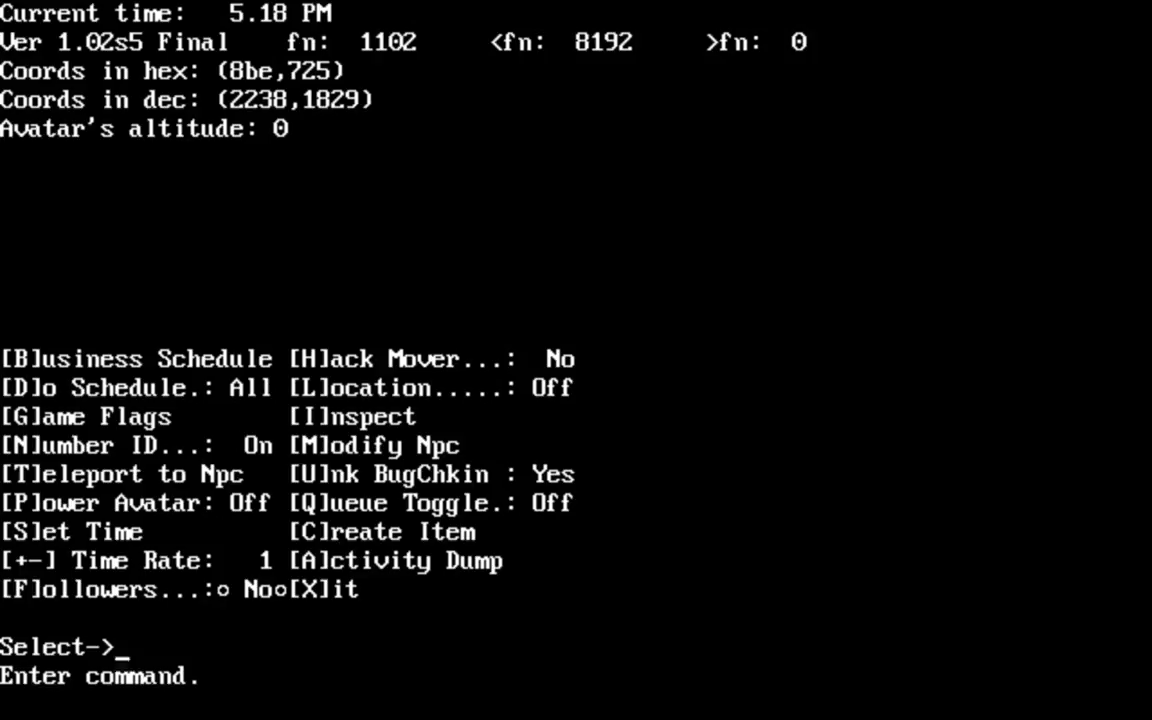 Current time:   5.18 PM
Ver 1.02s5 Final    fn:  1102     <fn:  8192     >fn:  0
Coords in hex: (8be,725)
Coords in dec: (2238,1829)
Avatar's altitude: 0
[B]usiness Schedule [H]ack Mover...:  No
[D]o Schedule.: All [L]ocation.....: Off
[G]ame Flags        [I]nspect
[N]umber ID...:  On [M]odify Npc
[T]eleport to Npc   [U]nk BugChkin : Yes
[P]ower Avatar: Off [Q]ueue Toggle.: Off
[S]et Time          [C]reate Item
[+-] Time Rate:   1 [A]ctivity Dump
[F]ollowers...:○ No○[X]it
Select->_
Enter command.